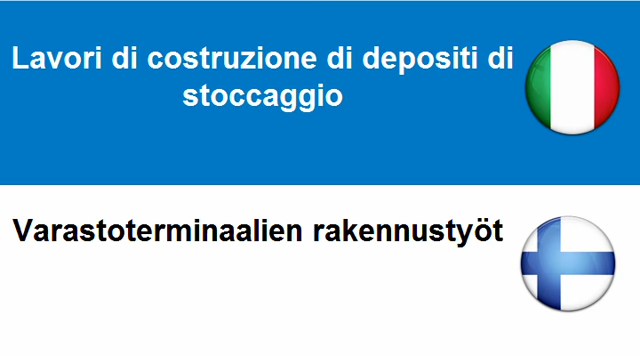 Lavori di costruzione di depositi di
stoccaggio
Varastoterminaalien rakennustyöt